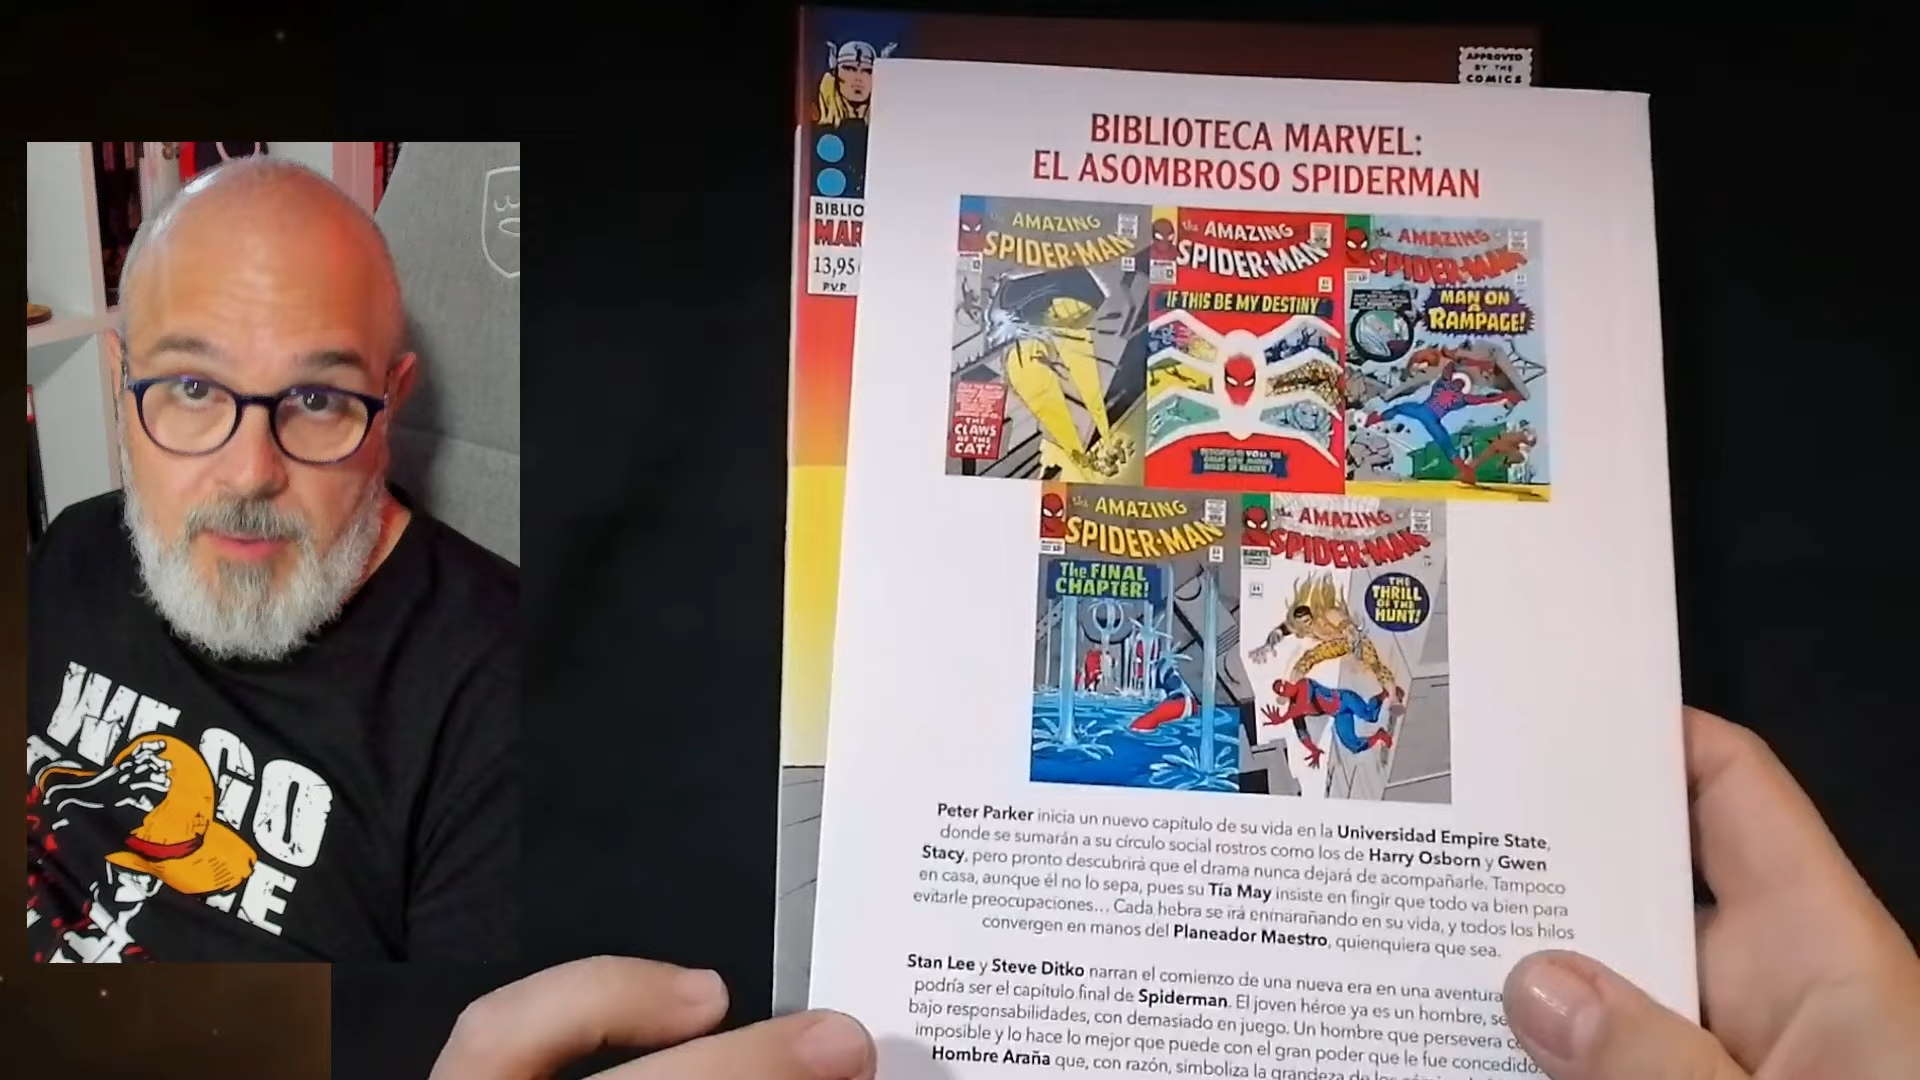 APPROVED
BY THE
COMICS
BIBLIO
MAR
13,95
P.V.P.
BIBLIOTECA MARVEL:
EL ASOMBROSO SPIDERMAN
the AMAZING
SPIDER-MAN
THE
CLAWS
OF THE
CAT!
the AMAZING
SPIDER-MAN
IF THIS BE MY DESTINY
the AMAZING
SPIDER-MAN
MAN ON
A
RAMPAGE!
the AMAZING
SPIDER-MAN
The FINAL
CHAPTER!
the AMAZING
SPIDER-MAN
THE
THRILL
OF THE
HUNT!
Peter Parker inicia un nuevo capítulo de su vida en la Universidad Empire State,
donde se sumarán a su círculo social rostros como los de Harry Osborn y Gwen
Stacy, pero pronto descubrirá que el drama nunca dejará de acompañarle. Tampoco
en casa, aunque él no lo sepa, pues su Tía May insiste en fingir que todo va bien para
evitarle preocupaciones... Cada hebra se irá enmarañando en su vida, y todos los hilos
convergen en manos del Planeador Maestro, quienquiera que sea.
Stan Lee y Steve Ditko narran el comienzo de una nueva era en una aventura
podría ser el capítulo final de Spiderman. El joven héroe ya es un hombre, se
bajo responsabilidades, con demasiado en juego. Un hombre que persevera
imposible y lo hace lo mejor que puede con el gran poder que le fue concedido.
Hombre Araña que, con razón, simboliza la grandeza de
WE GO